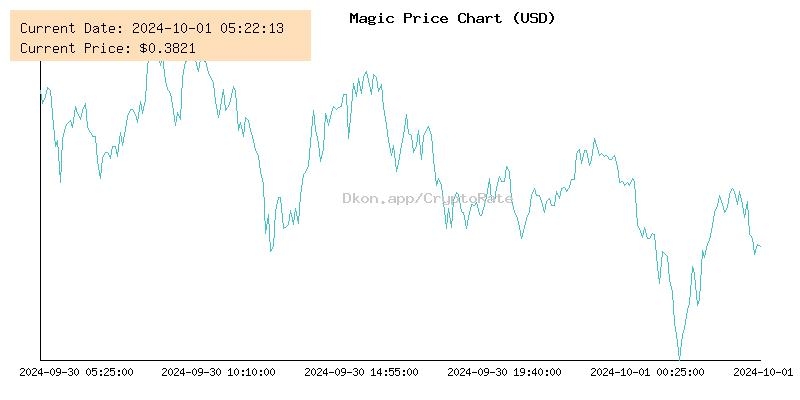 Magic Price Chart (USD)
Current Date: 2024-10-01 05:22:13
Current Price: $0.3821
Dkon.app/CryptoRate
2024-09-30 05:25:00 2024-09-30 10:10:00 2024-09-30 14:55:00 2024-09-30 19:40:00 2024-10-01 00:25:00 2024-10-01